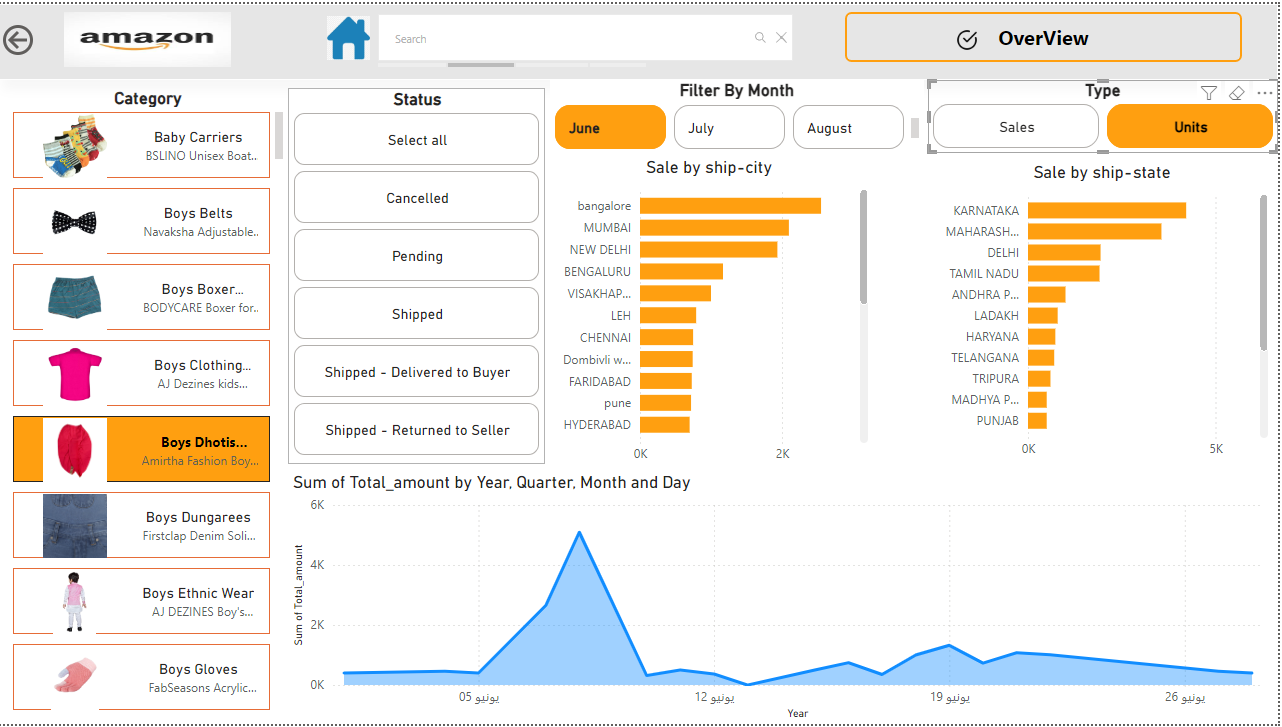 amazon
Search
OverView
Category
Baby Carriers
BSLINO Unisex Boat..
Boys Belts
Navaksha Adjustable..
Boys Boxer...
BODYCARE Boxer for..
Boys Clothing...
AJ Dezines kids...
Boys Dhotis...
Amirtha Fashion Boy...
Boys Dungarees
Firstclap Denim Soli...
Boys Ethnic Wear
AJ DEZINES Boy's...
Boys Gloves
FabSeasons Acrylic...
Status
Select all
Cancelled
Pending
Shipped
Shipped - Delivered to Buyer
Shipped - Returned to Seller
Filter By Month
June
July
August
Type
Sales
Units
Sale by ship-city
bangalore
MUMBAI
NEW DELHI
BENGALURU
VISAKHAP...
LEH
CHENNAI
Dombivli w...
FARIDABAD
pune
HYDERABAD
0K
2K
Sale by ship-state
KARNATAKA
MAHARASH...
DELHI
TAMIL NADU
ANDHRA P...
LADAKH
HARYANA
TELANGANA
TRIPURA
MADHYA P...
PUNJAB
0K
5K
Sum of Total_amount by Year, Quarter, Month and Day
Sum of Total_amount
6K
4K
2K
0K
05 يونيو
12 يونيو
19 يونيو
26 يونيو
Year